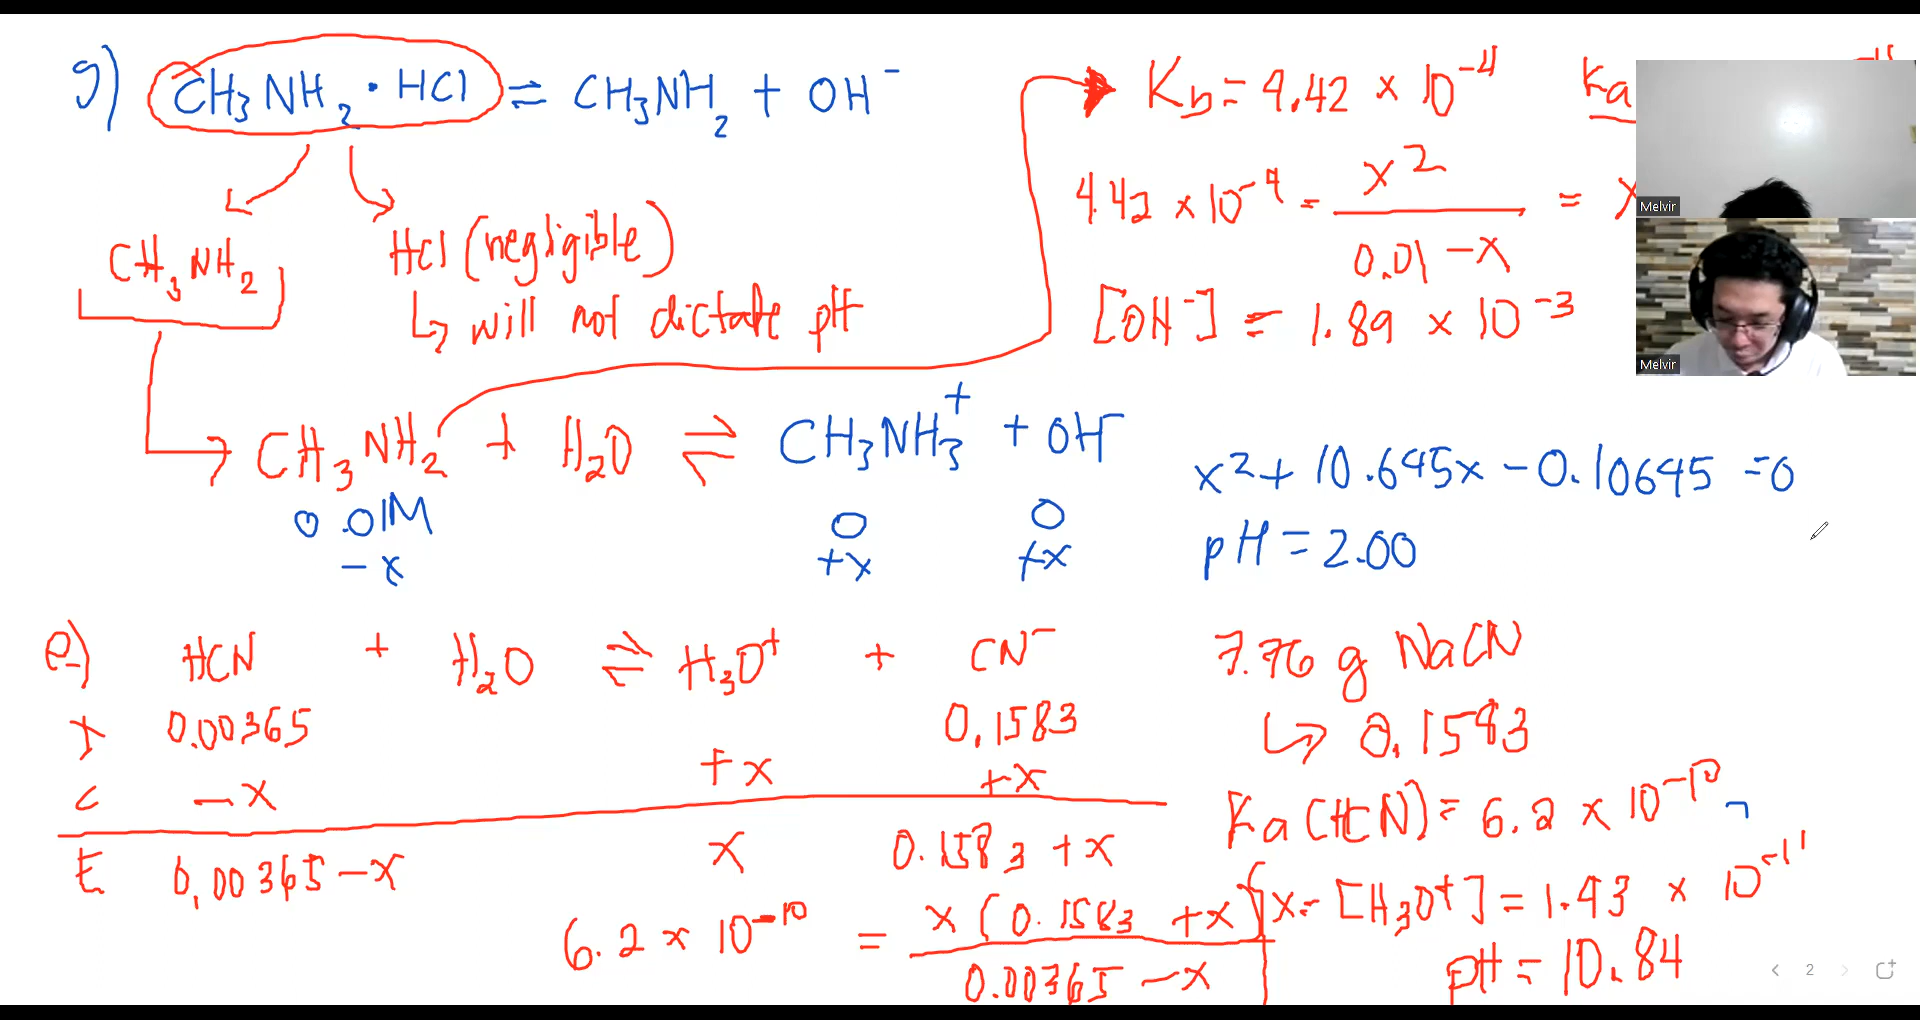 g) CH3NH2 · HCl ⇌ CH3NH2 + OH⁻
Kb = 4.42 × 10⁻⁴
Ka
CH3NH2
HCl (negligible)
↳ will not dictate pH
4.42 × 10⁻⁴ = x² / 0.01 − x =
[OH⁻] = 1.89 × 10⁻³
CH3NH2 + H2O ⇌ CH3NH3⁺ + OH⁻
0.01M 0 0
−x +x +x
x² + 10.645x − 0.10645 = 0
pH = 2.00
e) HCN + H2O ⇌ H3O⁺ + CN⁻
I 0.00365 0.1583
C −x +x +x
E 0.00365 − x x 0.1583 + x
6.2 × 10⁻¹⁰ = x (0.1583 + x) / 0.00365 − x
7.76 g NaCN
↳ 0.1583
Ka (HCN) = 6.2 × 10⁻¹⁰
x = [H3O⁺] = 1.43 × 10⁻¹¹
pH = 10.84
Melvir
Melvir
2